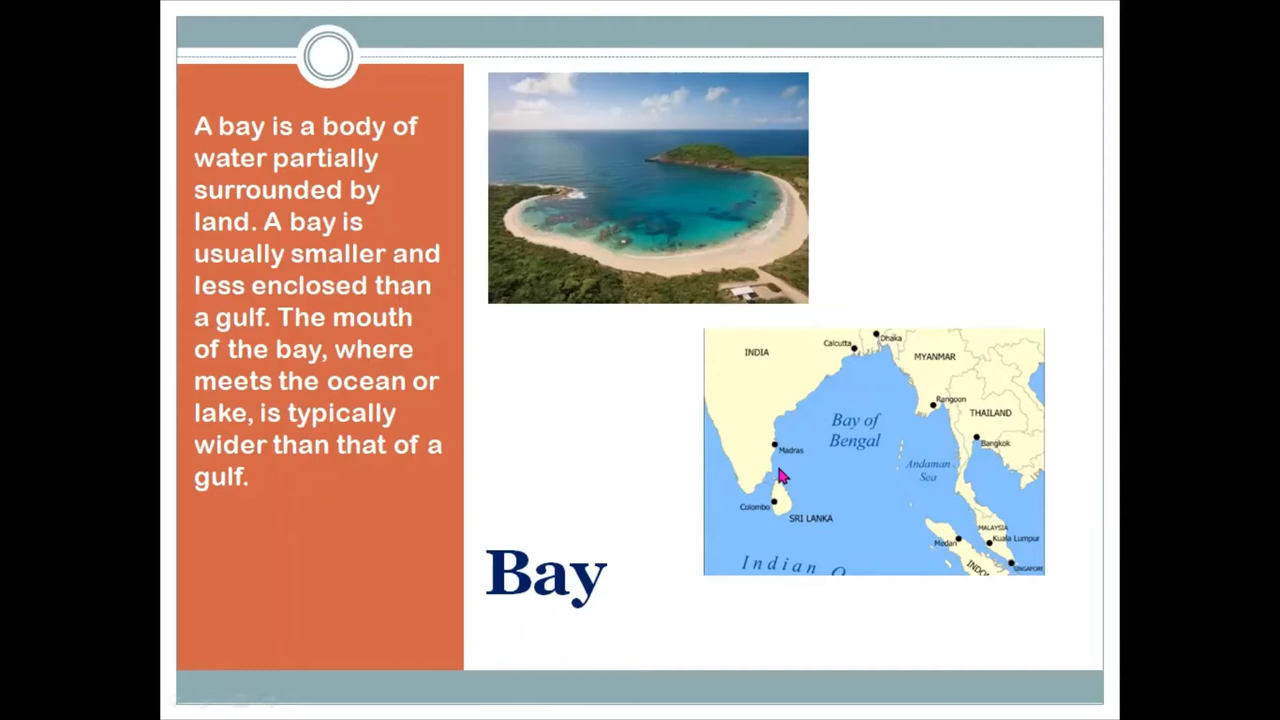 A bay is a body of
water partially
surrounded by
land. A bay is
usually smaller and
less enclosed than
a gulf. The mouth
of the bay, where
meets the ocean or
lake, is typically
wider than that of a
gulf.
INDIA
Calcutta
Dhaka
MYANMAR
Rangoon
Bay of
Bengal
THAILAND
Bangkok
Madras
Andaman
Sea
Colombo
SRI LANKA
MALAYSIA
Medan
Kuala Lumpur
Indian O
INDO
SINGAPORE
Bay